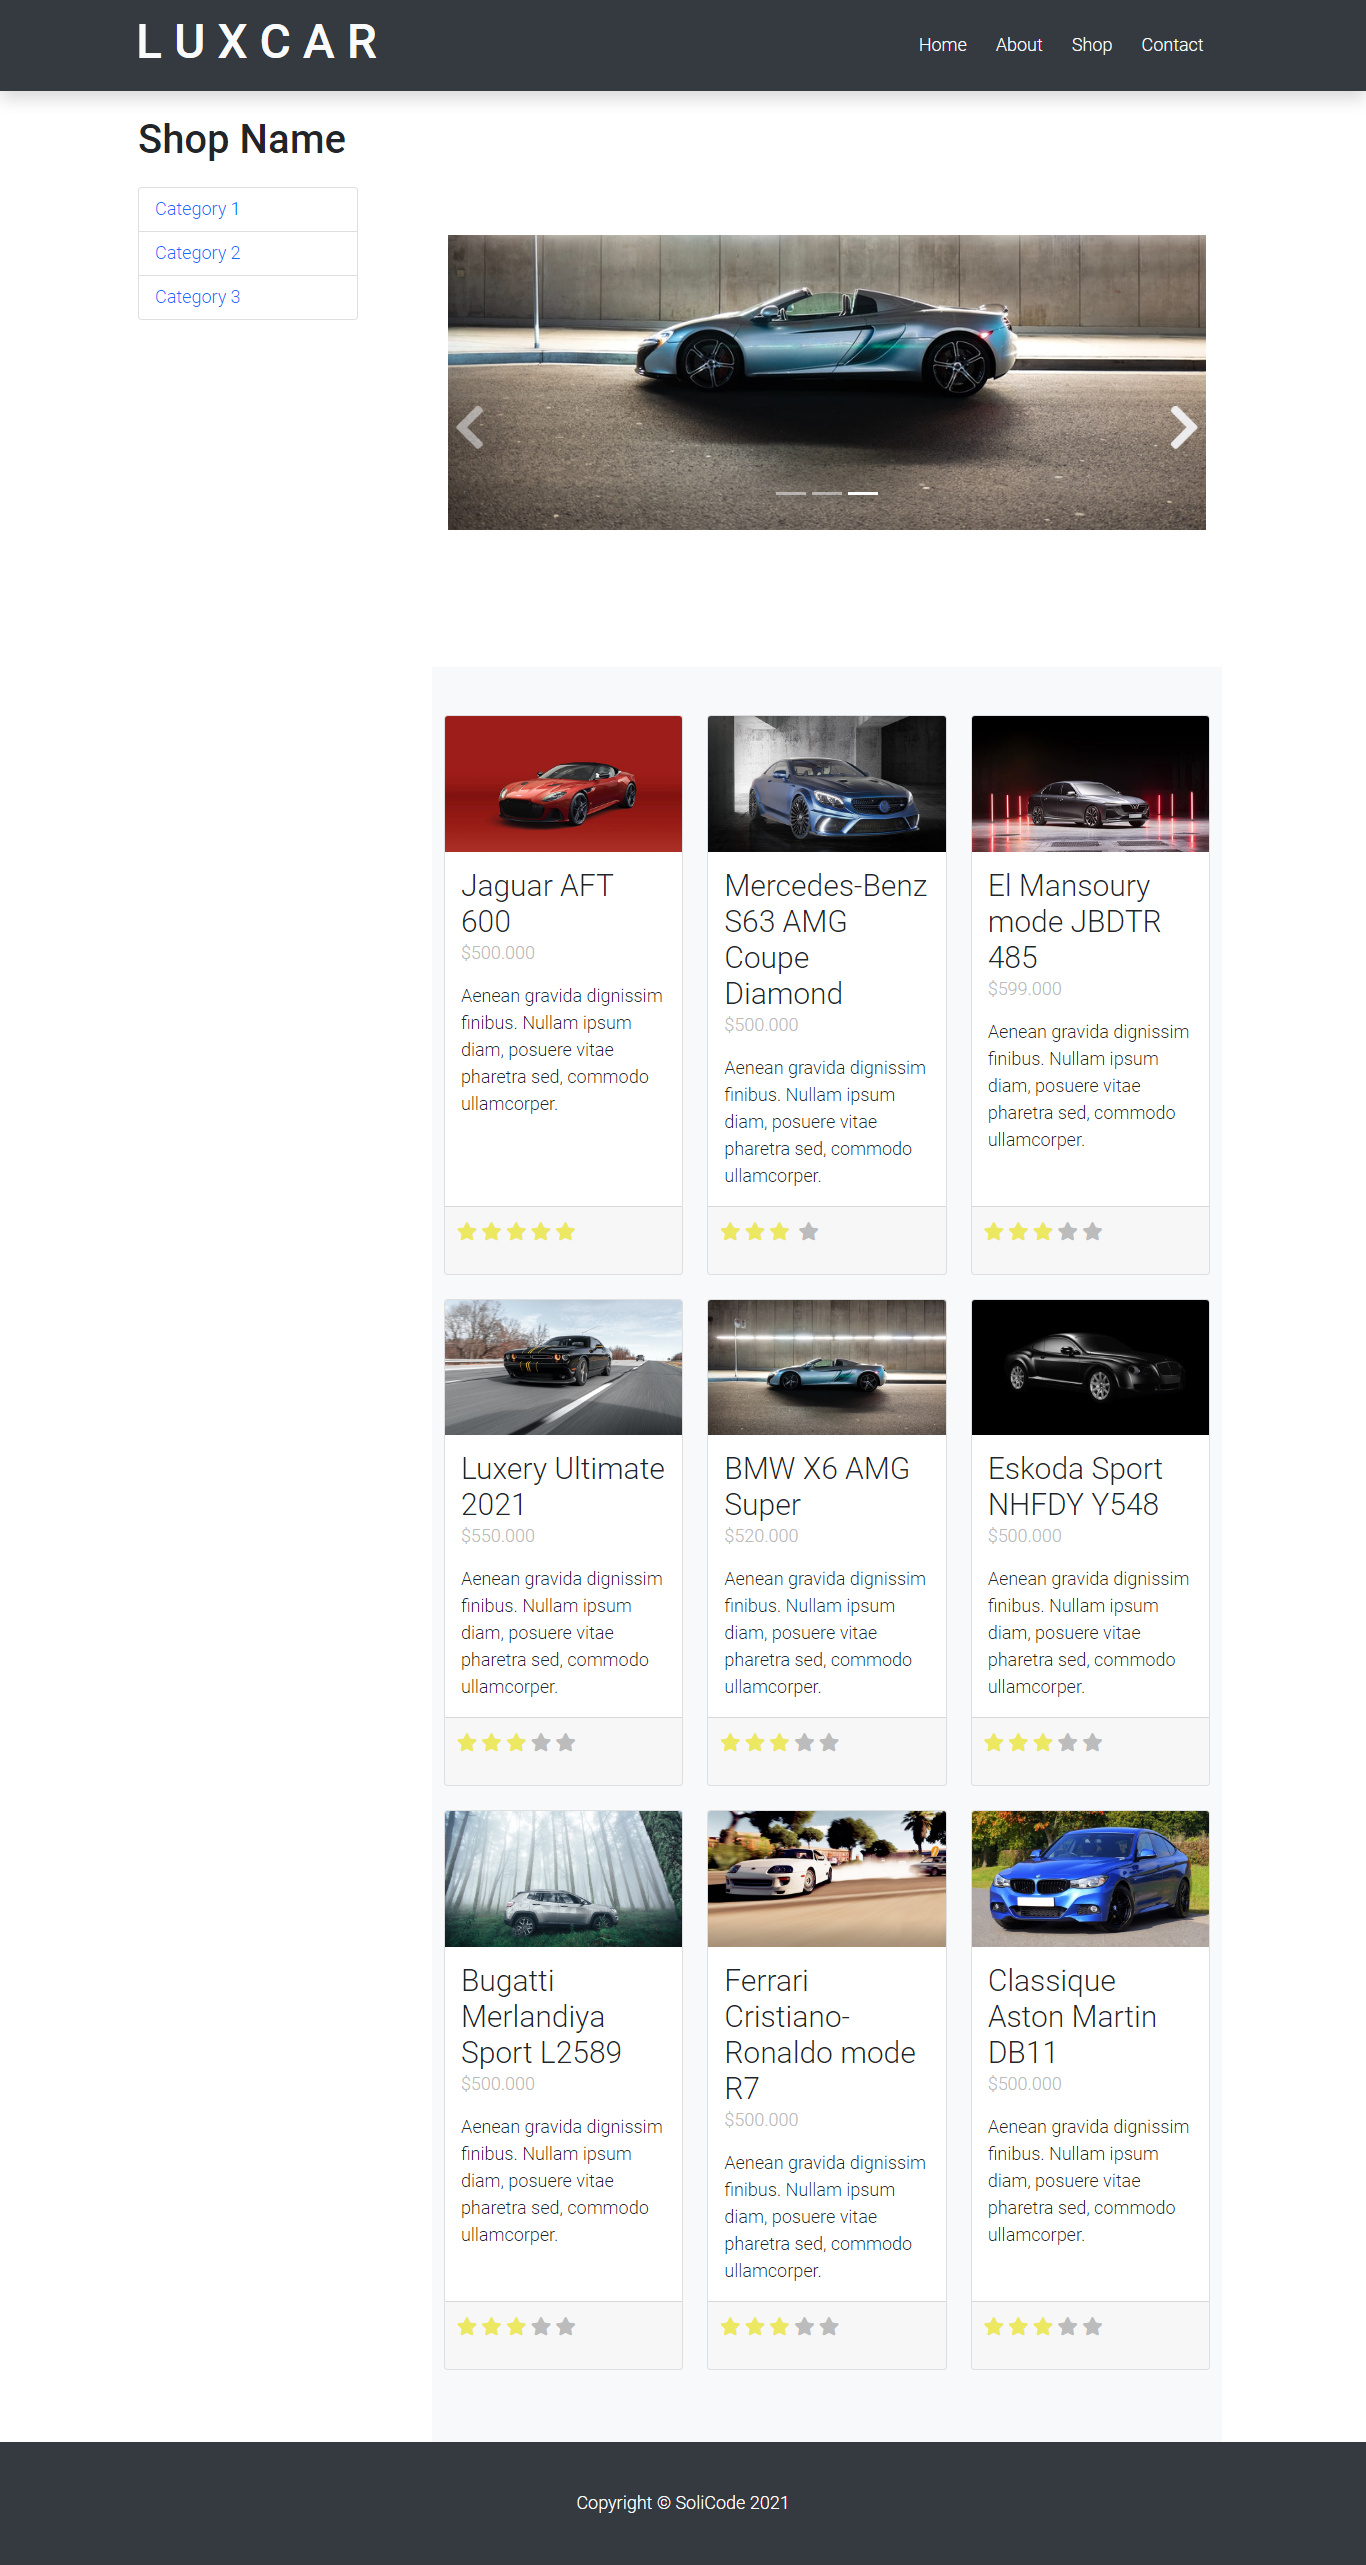 LUXCAR
Home About Shop Contact
Shop Name
Category 1
Category 2
Category 3
Jaguar AFT
600
$500.000
Aenean gravida dignissim
finibus. Nullam ipsum
diam, posuere vitae
pharetra sed, commodo
ullamcorper.
Mercedes-Benz
S63 AMG
Coupe
Diamond
$500.000
Aenean gravida dignissim
finibus. Nullam ipsum
diam, posuere vitae
pharetra sed, commodo
ullamcorper.
El Mansoury
mode JBDTR
485
$599.000
Aenean gravida dignissim
finibus. Nullam ipsum
diam, posuere vitae
pharetra sed, commodo
ullamcorper.
Luxery Ultimate
2021
$550.000
Aenean gravida dignissim
finibus. Nullam ipsum
diam, posuere vitae
pharetra sed, commodo
ullamcorper.
BMW X6 AMG
Super
$520.000
Aenean gravida dignissim
finibus. Nullam ipsum
diam, posuere vitae
pharetra sed, commodo
ullamcorper.
Eskoda Sport
NHFDY Y548
$500.000
Aenean gravida dignissim
finibus. Nullam ipsum
diam, posuere vitae
pharetra sed, commodo
ullamcorper.
Bugatti
Merlandiya
Sport L2589
$500.000
Aenean gravida dignissim
finibus. Nullam ipsum
diam, posuere vitae
pharetra sed, commodo
ullamcorper.
Ferrari
Cristiano-
Ronaldo mode
R7
$500.000
Aenean gravida dignissim
finibus. Nullam ipsum
diam, posuere vitae
pharetra sed, commodo
ullamcorper.
Classique
Aston Martin
DB11
$500.000
Aenean gravida dignissim
finibus. Nullam ipsum
diam, posuere vitae
pharetra sed, commodo
ullamcorper.
Copyright © SoliCode 2021